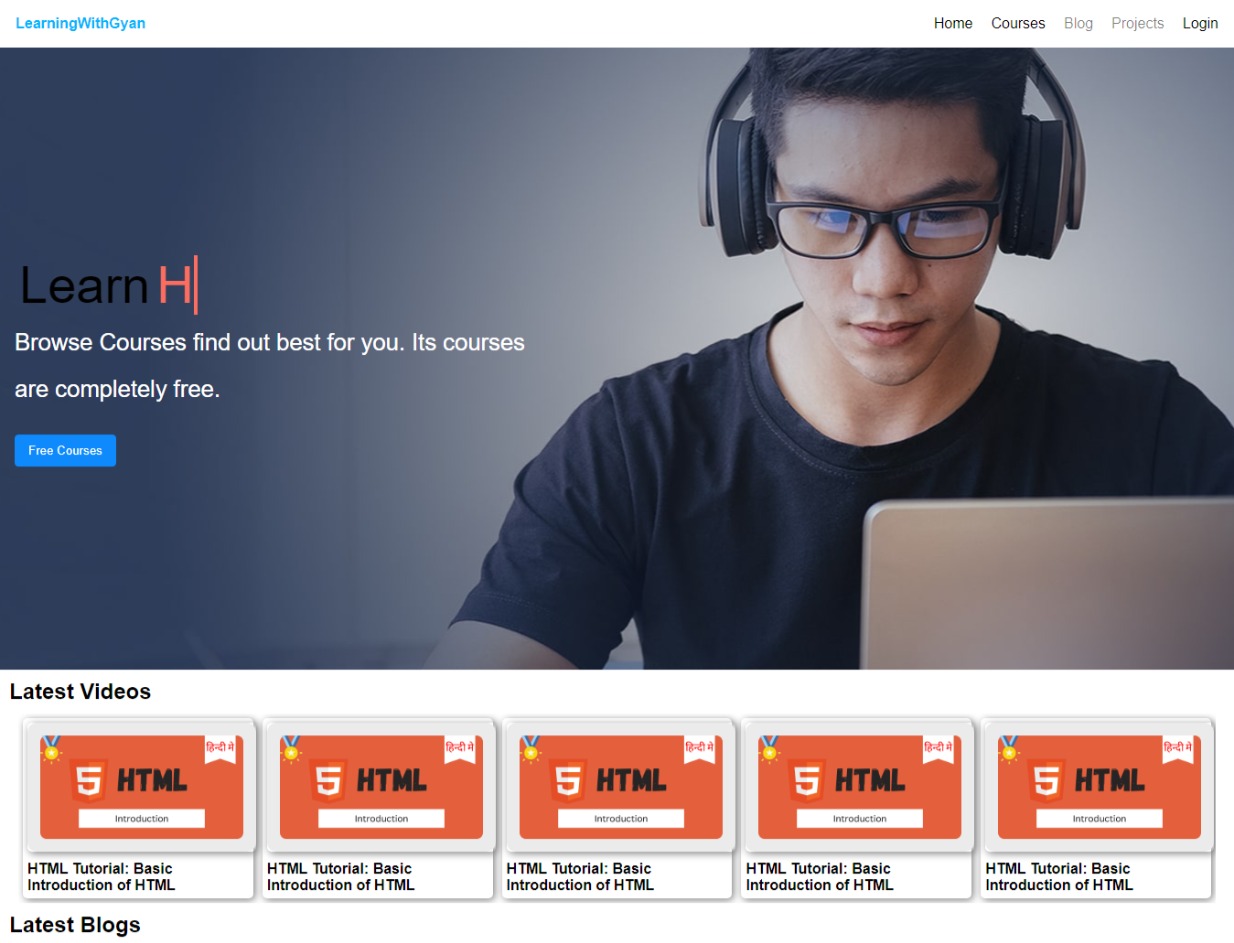 LearningWithGyan
Home Courses Blog Projects Login
Learn H
Browse Courses find out best for you. Its courses
are completely free.
Free Courses
Latest Videos
हिन्दी मे
5 HTML
Introduction
HTML Tutorial: Basic
Introduction of HTML
हिन्दी मे
5 HTML
Introduction
HTML Tutorial: Basic
Introduction of HTML
हिन्दी मे
5 HTML
Introduction
HTML Tutorial: Basic
Introduction of HTML
हिन्दी मे
5 HTML
Introduction
HTML Tutorial: Basic
Introduction of HTML
हिन्दी मे
5 HTML
Introduction
HTML Tutorial: Basic
Introduction of HTML
Latest Blogs